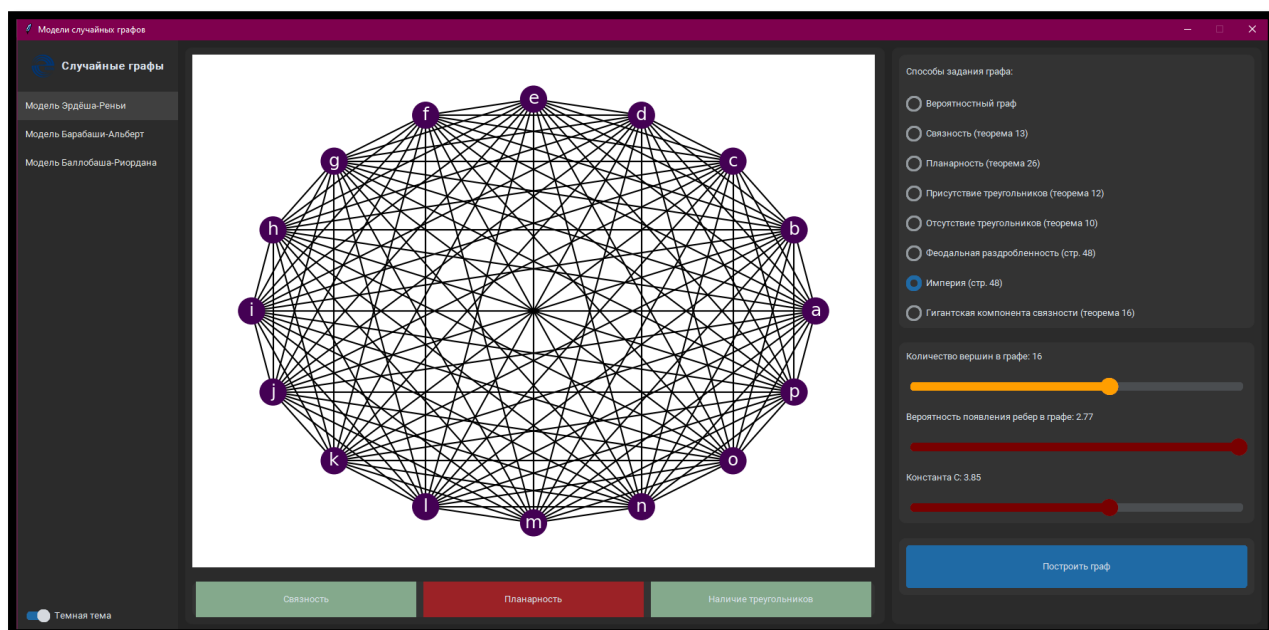 Модели случайных графов
Случайные графы
Модель Эрдёша-Реньи
Модель Барабаши-Альберт
Модель Баллобаша-Риордана
Темная тема
e
f
d
g
c
h
b
i
a
j
p
k
o
l
n
m
Связность
Планарность
Наличие треугольников
Способы задания графа:
Вероятностный граф
Связность (теорема 13)
Планарность (теорема 26)
Присутствие треугольников (теорема 12)
Отсутствие треугольников (теорема 10)
Феодальная раздробленность (стр. 48)
Империя (стр. 48)
Гигантская компонента связности (теорема 16)
Количество вершин в графе: 16
Вероятность появления ребер в графе: 2.77
Константа C: 3.85
Построить граф